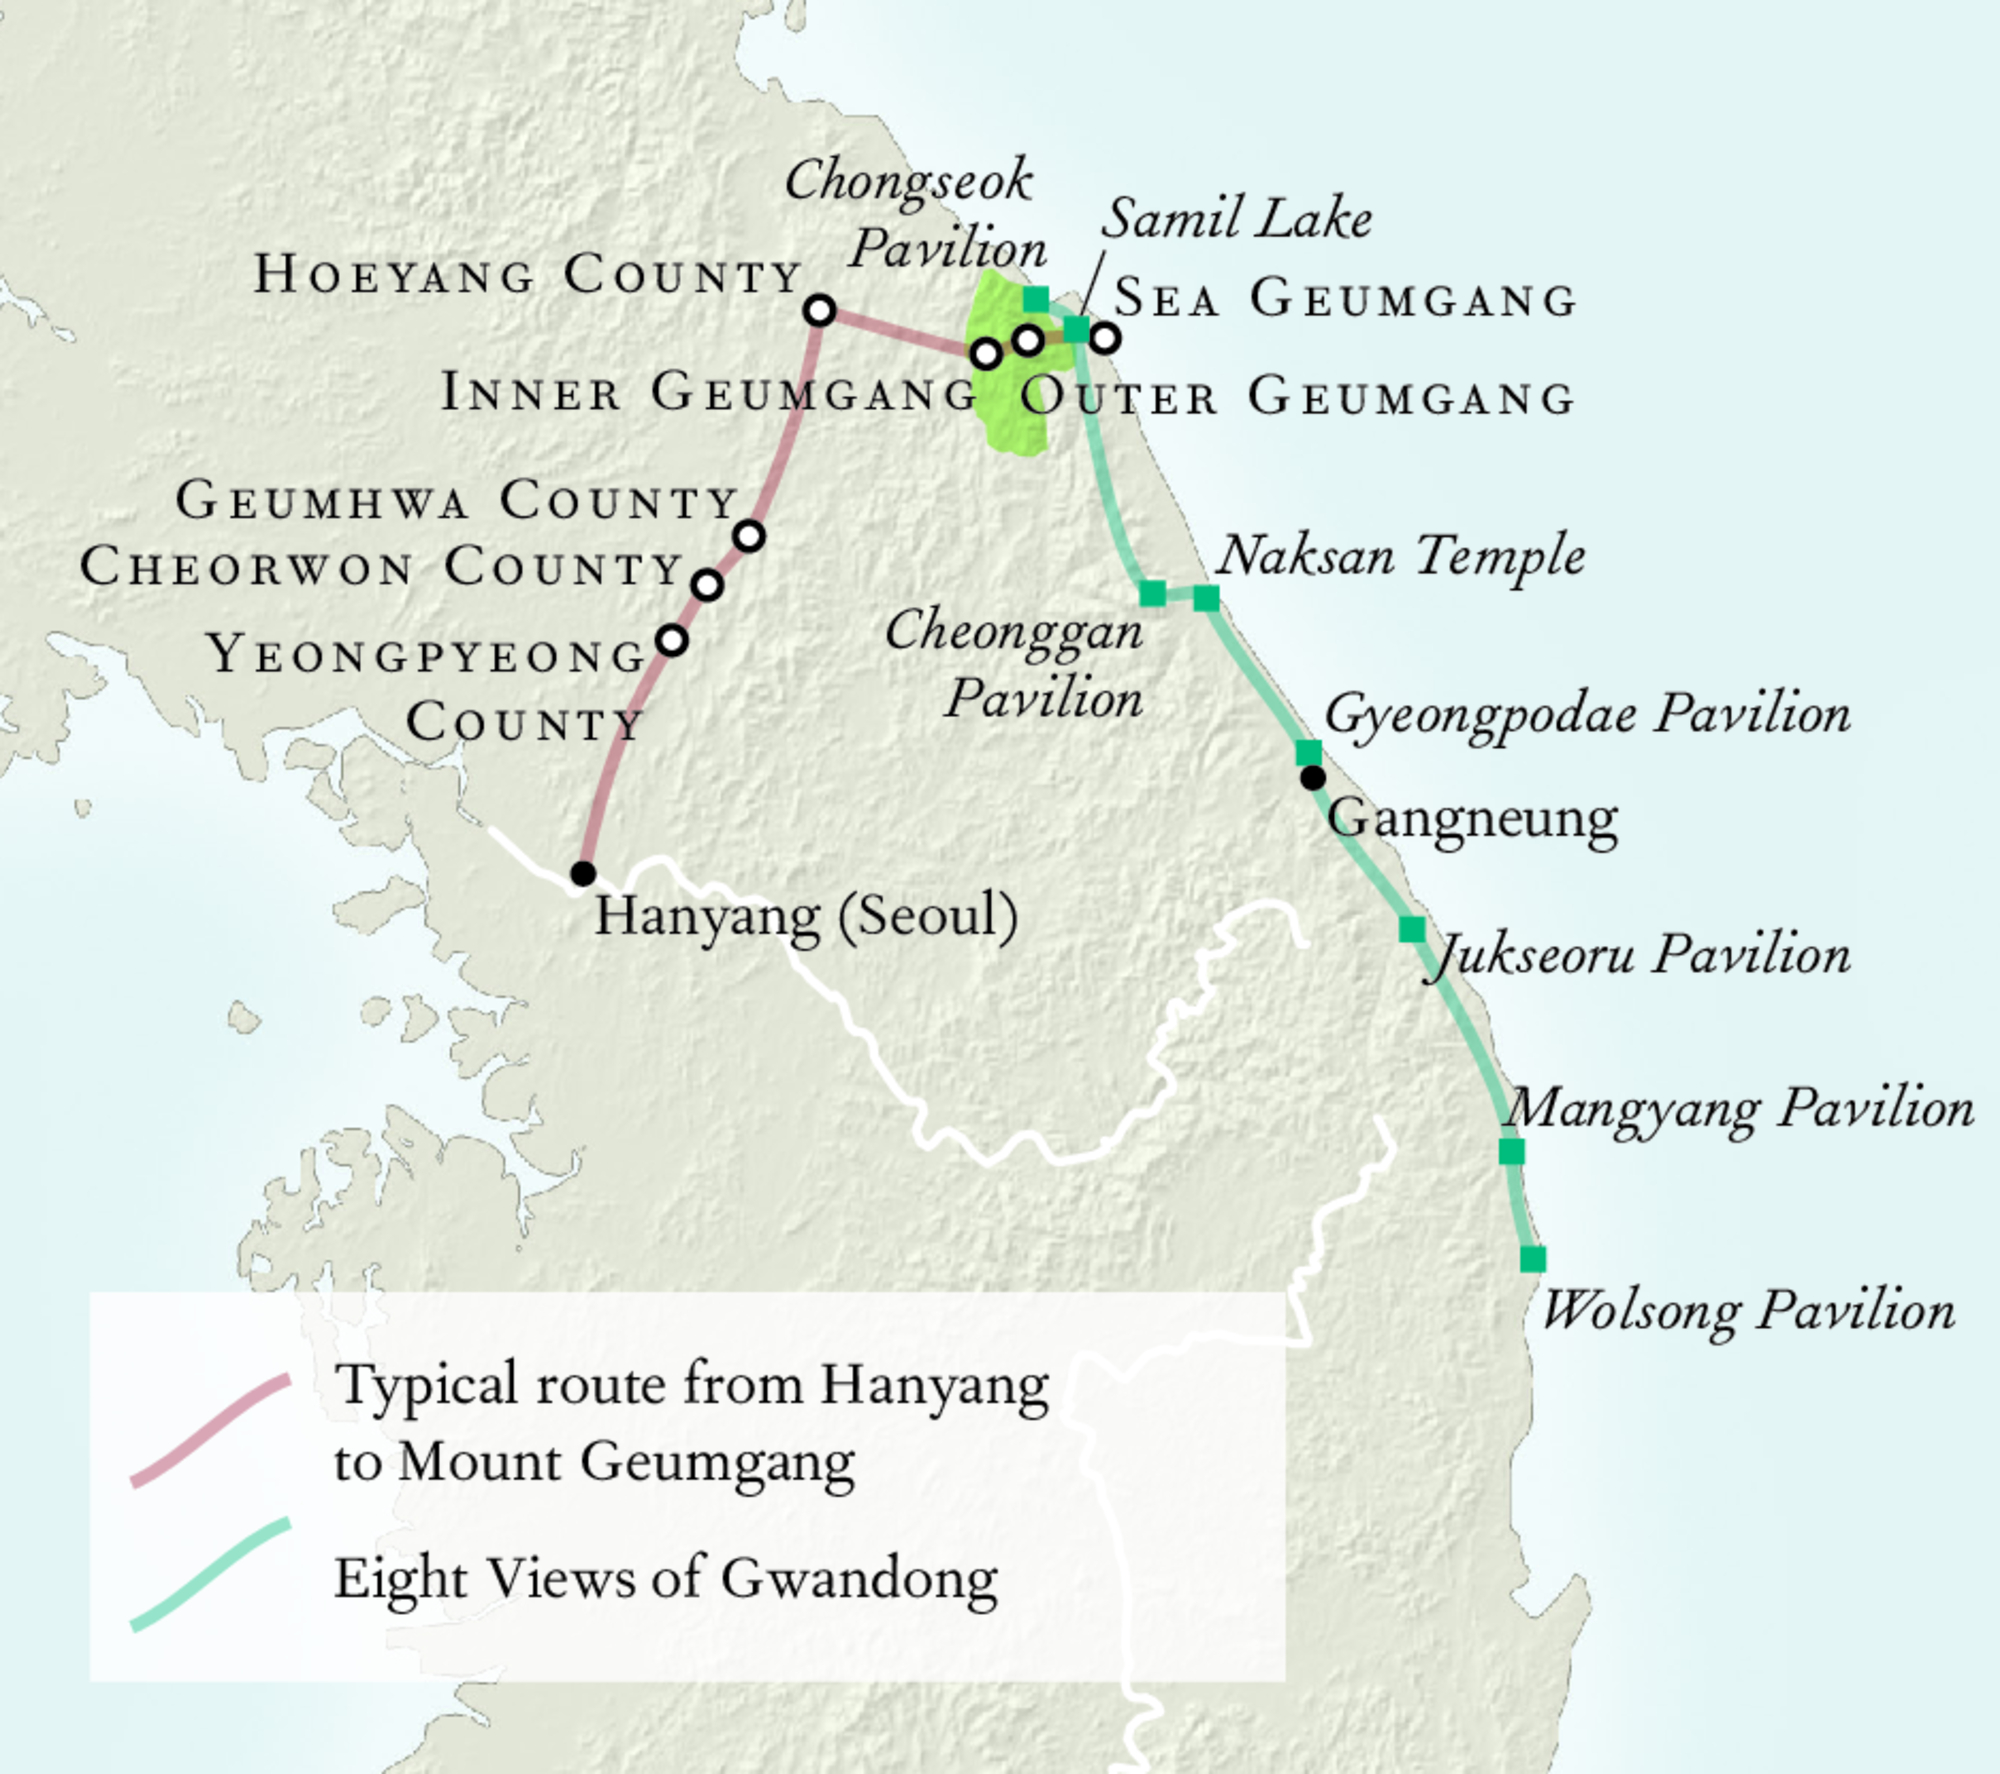 Chongseok
Pavilion
Samil Lake
HOEYANG COUNTY
SEA GEUMGANG
INNER GEUMGANG
OUTER GEUMGANG
GEUMHWA COUNTY
CHEORWON COUNTY
Naksan Temple
YEONGPYEONG
COUNTY
Cheonggan
Pavilion
Gyeongpodae Pavilion
Gangneung
Hanyang (Seoul)
Jukseoru Pavilion
Mangyang Pavilion
Wolsong Pavilion
Typical route from Hanyang
to Mount Geumgang
Eight Views of Gwandong